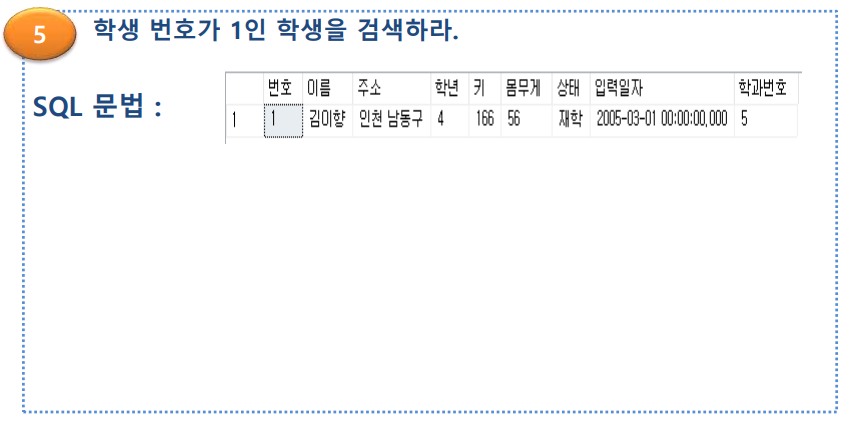 5 학생 번호가 1인 학생을 검색하라.
SQL 문법 :
번호 이름 주소 학년 키 몸무게 상태 입력일자 학과번호
1 1 김이향 인천 남동구 4 166 56 재학 2005-03-01 00:00:00,000 5